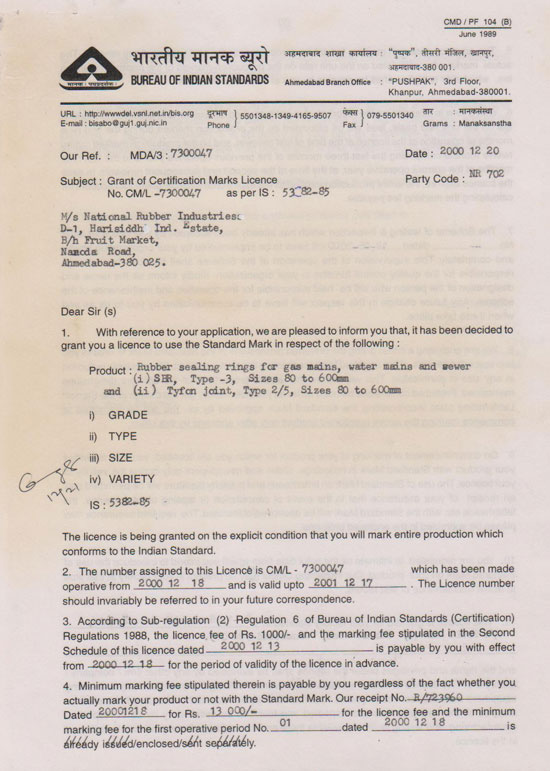 CMD / PF 104 (B)
June 1989
भारतीय मानक ब्यूरो
BUREAU OF INDIAN STANDARDS
मानक : पथप्रदर्शक :
अहमदाबाद शाखा कार्यालय : "पुष्पक", तीसरी मंजिल, खानपुर,
अहमदाबाद-380 001.
Ahmedabad Branch Office : "PUSHPAK", 3rd Floor,
Khanpur, Ahmedabad-380001.
URL : http://wwwdel.vsni.net.in/bis.org
E-mail : bisabo@guj1.guj.nic.in
दूरभाष
Phone
5501348-1349-4165-9507
फेक्स
Fax
079-5501340
तार : मानकसंस्था
Grams : Manaksanstha
Our Ref. : MDA/3 : 7300047 Date : 2000 12 20
Subject : Grant of Certification Marks Licence Party Code : NR 702
No. CM/L -7300047 as per IS : 5382-85
M/s National Rubber Industries:
D-1, Harisiddh Ind. Estate,
B/h Fruit Market,
Naroda Road,
Ahmedabad-380 025.
Dear Sir (s)
1. With reference to your application, we are pleased to inform you that, it has been decided to
grant you a licence to use the Standard Mark in respect of the following :
Product : Rubber sealing rings for gas mains, water mains and sewer
(i) SBR, Type -3, Sizes 80 to 600mm
and (ii) Tyfon joint, Type 2/5, Sizes 80 to 600mm
i) GRADE
ii) TYPE
iii) SIZE
iv) VARIETY
IS : 5382-85
The licence is being granted on the explicit condition that you will mark entire production which
conforms to the Indian Standard.
2. The number assigned to this Licence is CM/L - 7300047 which has been made
operative from 2000 12 18 and is valid upto 2001 12 17 . The Licence number
should invariably be referred to in your future correspondence.
3. According to Sub-regulation (2) Regulation 6 of Bureau of Indian Standards (Certification)
Regulations 1988, the licence fee of Rs. 1000/- and the marking fee stipulated in the Second
Schedule of this licence dated 2000 12 13 is payable by you with effect
from 2000 12 18 for the period of validity of the licence in advance.
4. Minimum marking fee stipulated therein is payable by you regardless of the fact whether you
actually mark your product or not with the Standard Mark. Our receipt No. R/723960
Dated 20001218 for Rs. 13 000/- for the licence fee and the minimum
marking fee for the first operative period No. 01 dated 2000 12 18 is
already issued/enclosed/sent separately.